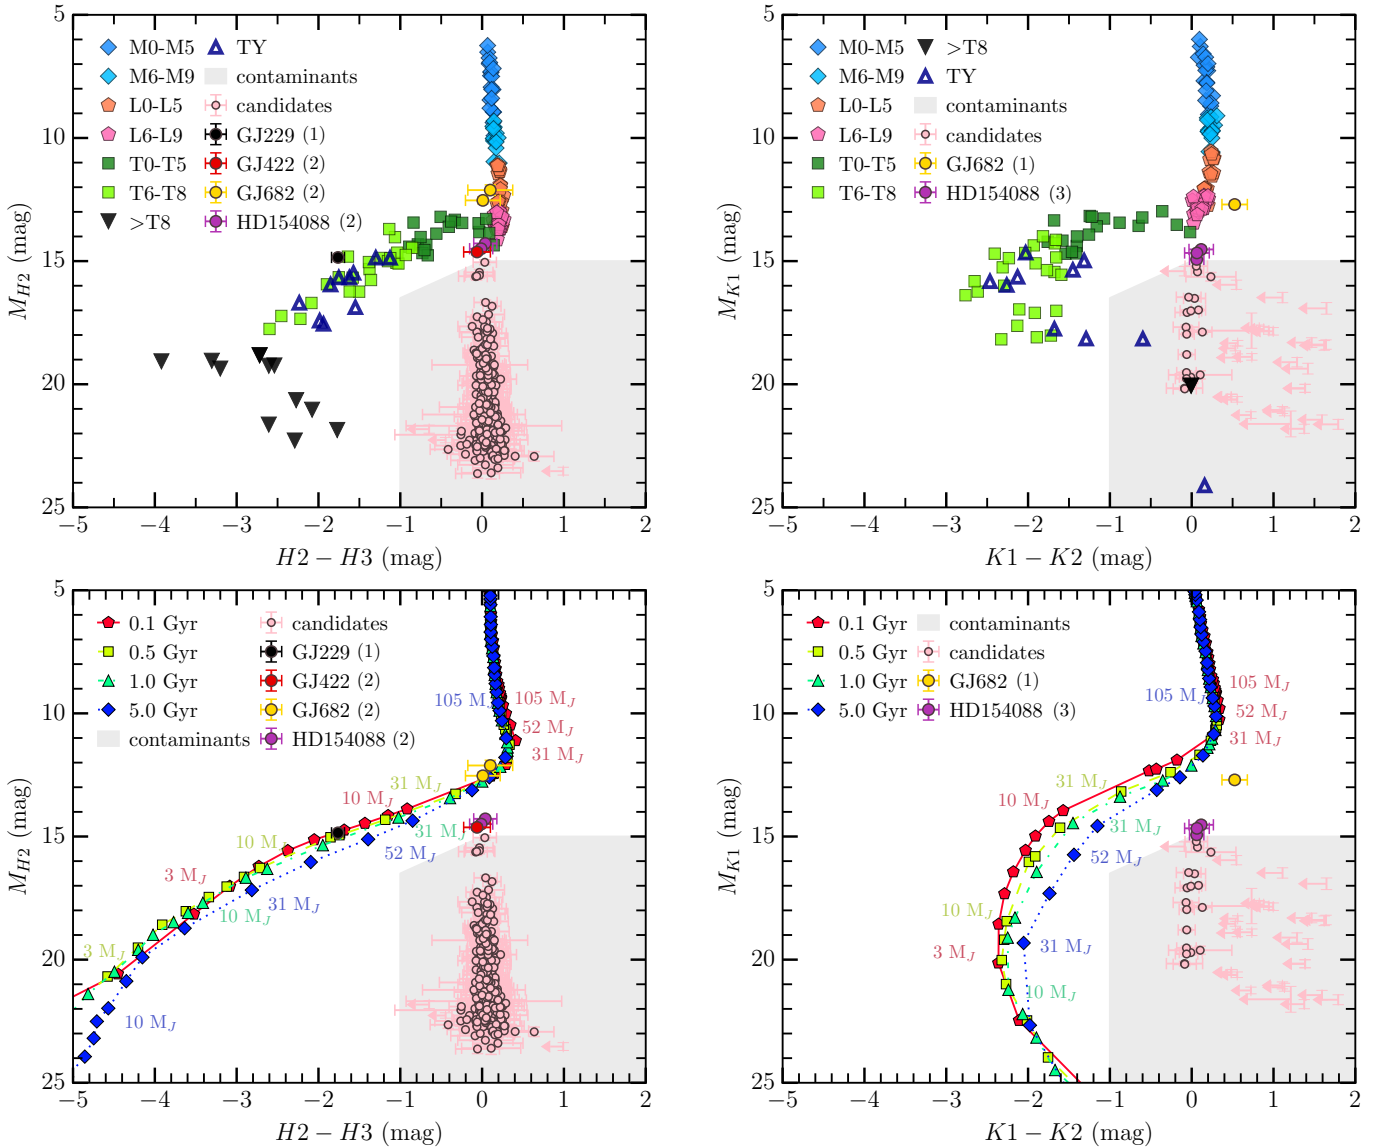 5
10
15
20
25
M_{H2} (mag)
M0-M5
M6-M9
L0-L5
L6-L9
T0-T5
T6-T8
>T8
TY
contaminants
candidates
GJ229 (1)
GJ422 (2)
GJ682 (2)
HD154088 (2)
−5 −4 −3 −2 −1 0 1 2
H2 − H3 (mag)
5
10
15
20
25
M_{K1} (mag)
M0-M5
M6-M9
L0-L5
L6-L9
T0-T5
T6-T8
>T8
TY
contaminants
candidates
GJ682 (1)
HD154088 (3)
−5 −4 −3 −2 −1 0 1 2
K1 − K2 (mag)
5
10
15
20
25
M_{H2} (mag)
0.1 Gyr
0.5 Gyr
1.0 Gyr
5.0 Gyr
contaminants
candidates
GJ229 (1)
GJ422 (2)
GJ682 (2)
HD154088 (2)
105 M_J
105 M_J
52 M_J
31 M_J
31 M_J
10 M_J
31 M_J
10 M
52 M_J
3 M_J
31 M_J
10 M_J
3 M_J
10 M_J
−5 −4 −3 −2 −1 0 1 2
H2 − H3 (mag)
5
10
15
20
25
M_{K1} (mag)
0.1 Gyr
0.5 Gyr
1.0 Gyr
5.0 Gyr
contaminants
candidates
GJ682 (1)
HD154088 (3)
105 M_J
105 M_J
52 M_J
31 M_J
31 M_J
10 M_J
31 M_J
52 M_J
10 M_J
31 M_J
3 M_J
10 M_J
−5 −4 −3 −2 −1 0 1 2
K1 − K2 (mag)